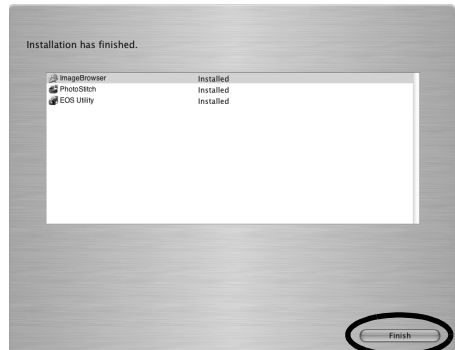 Installation has finished.
ImageBrowser Installed
PhotoStitch Installed
EOS Utility Installed
Finish